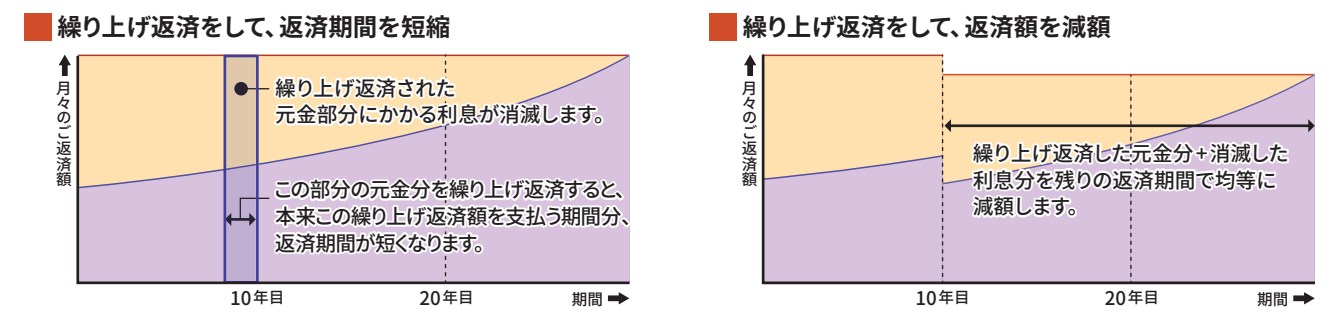 繰り上げ返済をして、返済期間を短縮
月々のご返済額
繰り上げ返済された
元金部分にかかる利息が消滅します。
この部分の元金分を繰り上げ返済すると、
本来この繰り上げ返済額を支払う期間分、
返済期間が短くなります。
10年目
20年目
期間
繰り上げ返済をして、返済額を減額
月々のご返済額
繰り上げ返済した元金分+消滅した
利息分を残りの返済期間で均等に
減額します。
10年目
20年目
期間